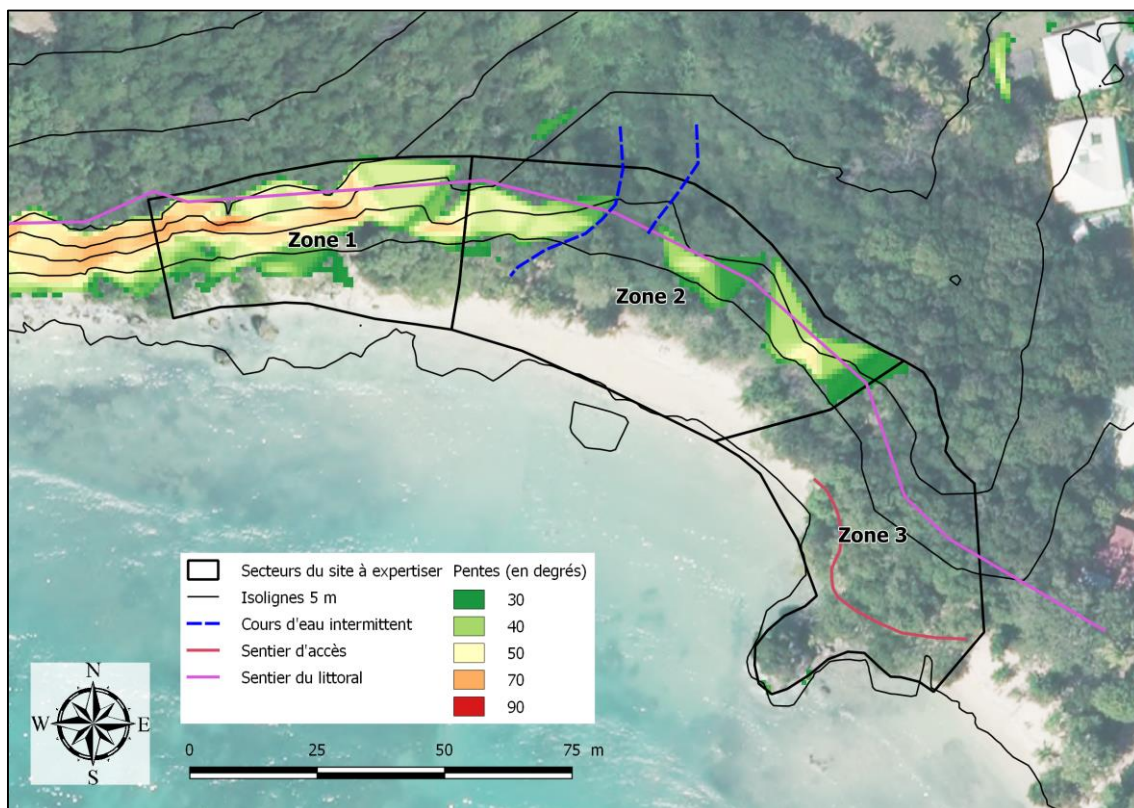 Zone 1
Zone 2
Zone 3
Secteurs du site à expertiser
Isolignes 5 m
Cours d'eau intermittent
Sentier d'accès
Sentier du littoral
Pentes (en degrés)
30
40
50
70
90
N
W E
S
0 25 50 75 m